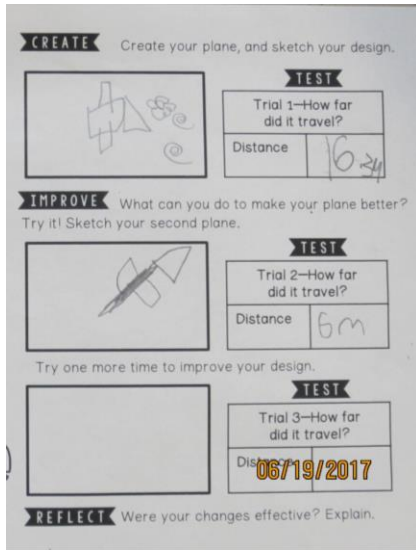 CREATE Create your plane, and sketch your design.
TEST
Trial 1—How far
did it travel?
Distance
IMPROVE What can you do to make your plane better?
Try it! Sketch your second plane.
TEST
Trial 2—How far
did it travel?
Distance 6m
Try one more time to improve your design.
TEST
Trial 3—How far
did it travel?
Distance
06/19/2017
REFLECT Were your changes effective? Explain.